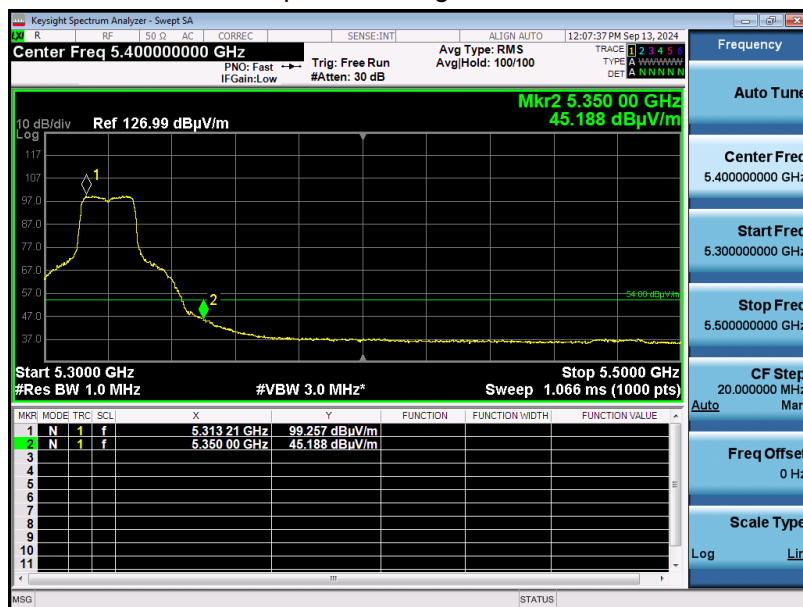 Keysight Spectrum Analyzer - Swept SA
LXI R RF 50 Ω AC CORREC SENSE:INT ALIGN AUTO 12:07:37 PM Sep 13, 2024
Center Freq 5.400000000 GHz
PNO: Fast
IFGain:Low
Trig: Free Run
#Atten: 30 dB
Avg Type: RMS
Avg|Hold: 100/100
TRACE 1 2 3 4 5 6
TYPE A WWWWW
DET A N N N N N
Mkr2 5.350 00 GHz
45.188 dBµV/m
10 dB/div
Log
Ref 126.99 dBµV/m
117
107
97.0
87.0
77.0
67.0
57.0
47.0
37.0
1
2
54.00 dBµV/m
Start 5.3000 GHz
Stop 5.5000 GHz
#Res BW 1.0 MHz
#VBW 3.0 MHz*
Sweep 1.066 ms (1000 pts)
MKR MODE TRC SCL X Y FUNCTION FUNCTION WIDTH FUNCTION VALUE
1 N 1 f 5.313 21 GHz 99.257 dBµV/m
2 N 1 f 5.350 00 GHz 45.188 dBµV/m
3
4
5
6
7
8
9
10
11
MSG
STATUS
Frequency
Auto Tune
Center Freq
5.400000000 GHz
Start Freq
5.300000000 GHz
Stop Freq
5.500000000 GHz
CF Step
20.000000 MHz
Auto Man
Freq Offset
0 Hz
Scale Type
Log Lin